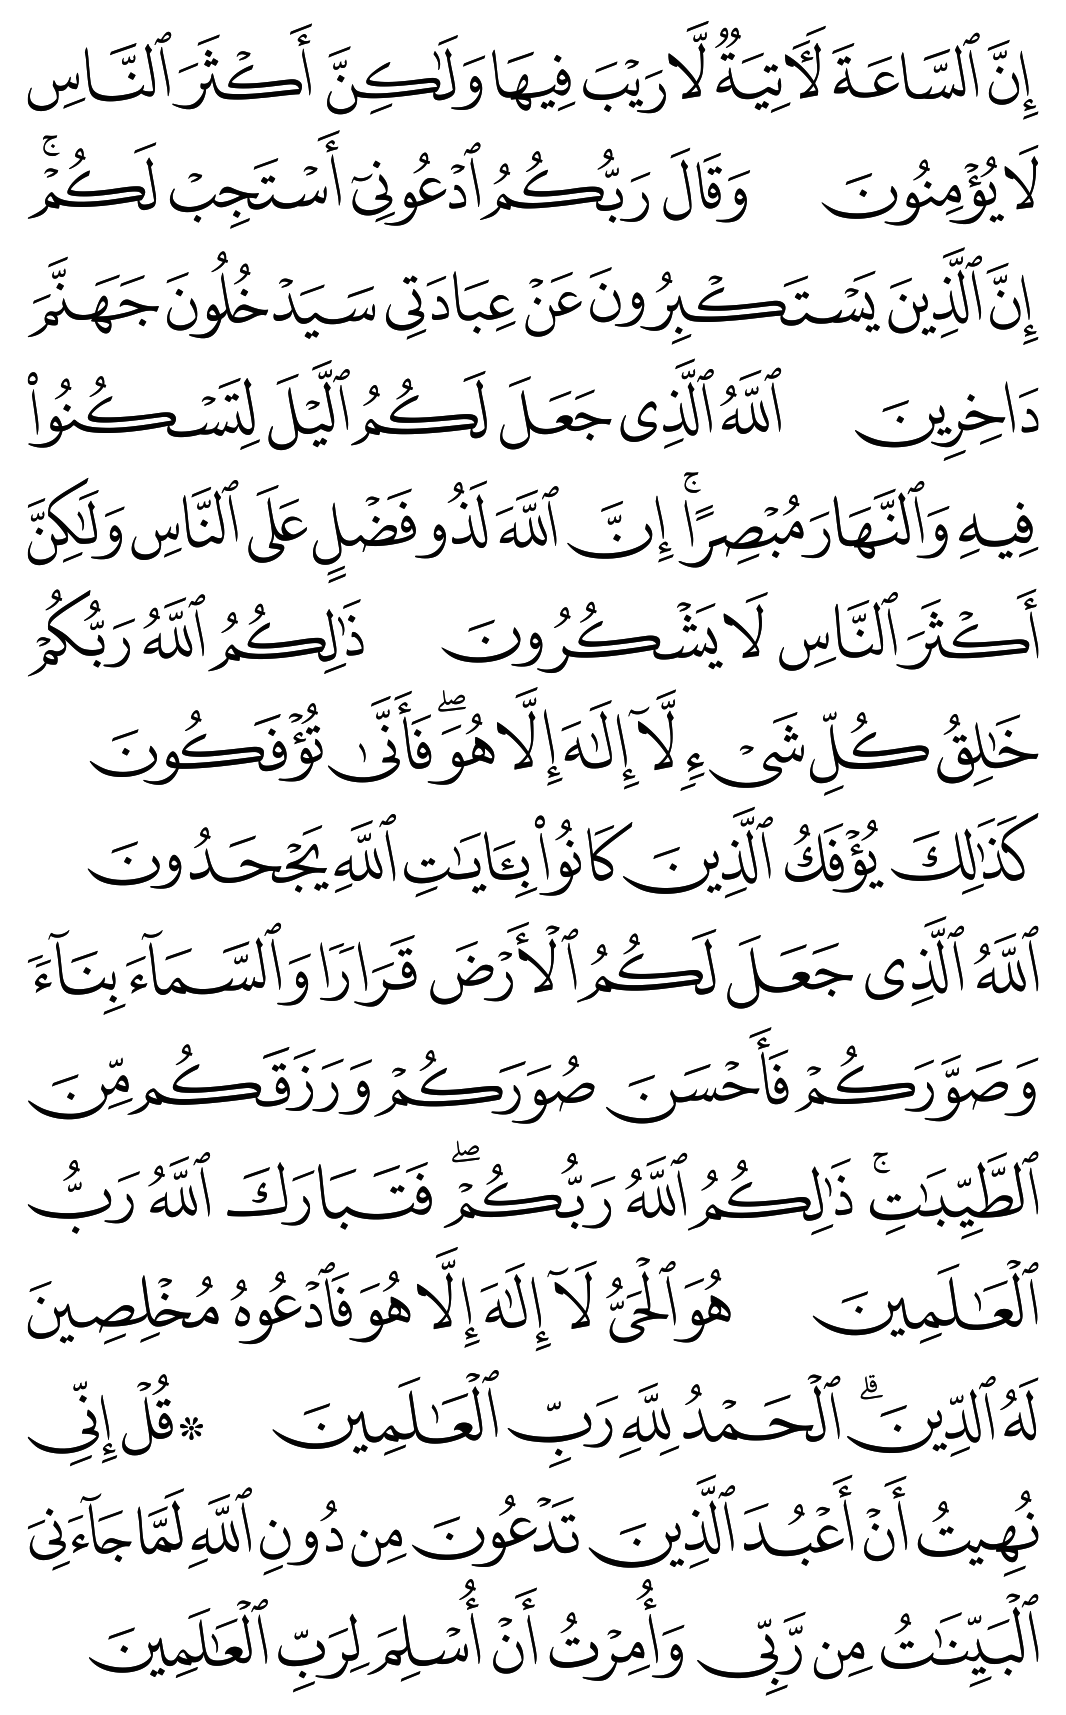 إِنَّ ٱلسَّاعَةَ لَأٓتِيَةٌۭ لَّا رَيْبَ فِيهَا وَلَٰكِنَّ أَكْثَرَ ٱلنَّاسِ
لَا يُؤْمِنُونَ وَقَالَ رَبُّكُمُ ٱدْعُونِىٓ أَسْتَجِبْ لَكُمْ ۚ
إِنَّ ٱلَّذِينَ يَسْتَكْبِرُونَ عَنْ عِبَادَتِى سَيَدْخُلُونَ جَهَنَّمَ
دَاخِرِينَ ٱللَّهُ ٱلَّذِى جَعَلَ لَكُمُ ٱلَّيْلَ لِتَسْكُنُوا۟
فِيهِ وَٱلنَّهَارَ مُبْصِرًا ۚ إِنَّ ٱللَّهَ لَذُو فَضْلٍ عَلَى ٱلنَّاسِ وَلَٰكِنَّ
أَكْثَرَ ٱلنَّاسِ لَا يَشْكُرُونَ ذَٰلِكُمُ ٱللَّهُ رَبُّكُمْ
خَٰلِقُ كُلِّ شَىْءٍ لَّآ إِلَٰهَ إِلَّا هُوَ ۖ فَأَنَّىٰ تُؤْفَكُونَ
كَذَٰلِكَ يُؤْفَكُ ٱلَّذِينَ كَانُوا۟ بِـَٔايَٰتِ ٱللَّهِ يَجْحَدُونَ
ٱللَّهُ ٱلَّذِى جَعَلَ لَكُمُ ٱلْأَرْضَ قَرَارًا وَٱلسَّمَآءَ بِنَآءً
وَصَوَّرَكُمْ فَأَحْسَنَ صُوَرَكُمْ وَرَزَقَكُم مِّنَ
ٱلطَّيِّبَٰتِ ۚ ذَٰلِكُمُ ٱللَّهُ رَبُّكُمْ ۖ فَتَبَارَكَ ٱللَّهُ رَبُّ
ٱلْعَٰلَمِينَ هُوَ ٱلْحَىُّ لَآ إِلَٰهَ إِلَّا هُوَ فَٱدْعُوهُ مُخْلِصِينَ
لَهُ ٱلدِّينَ ۗ ٱلْحَمْدُ لِلَّهِ رَبِّ ٱلْعَٰلَمِينَ * قُلْ إِنِّى
نُهِيتُ أَنْ أَعْبُدَ ٱلَّذِينَ تَدْعُونَ مِن دُونِ ٱللَّهِ لَمَّا جَآءَنِىَ
ٱلْبَيِّنَٰتُ مِن رَّبِّى وَأُمِرْتُ أَنْ أُسْلِمَ لِرَبِّ ٱلْعَٰلَمِينَ